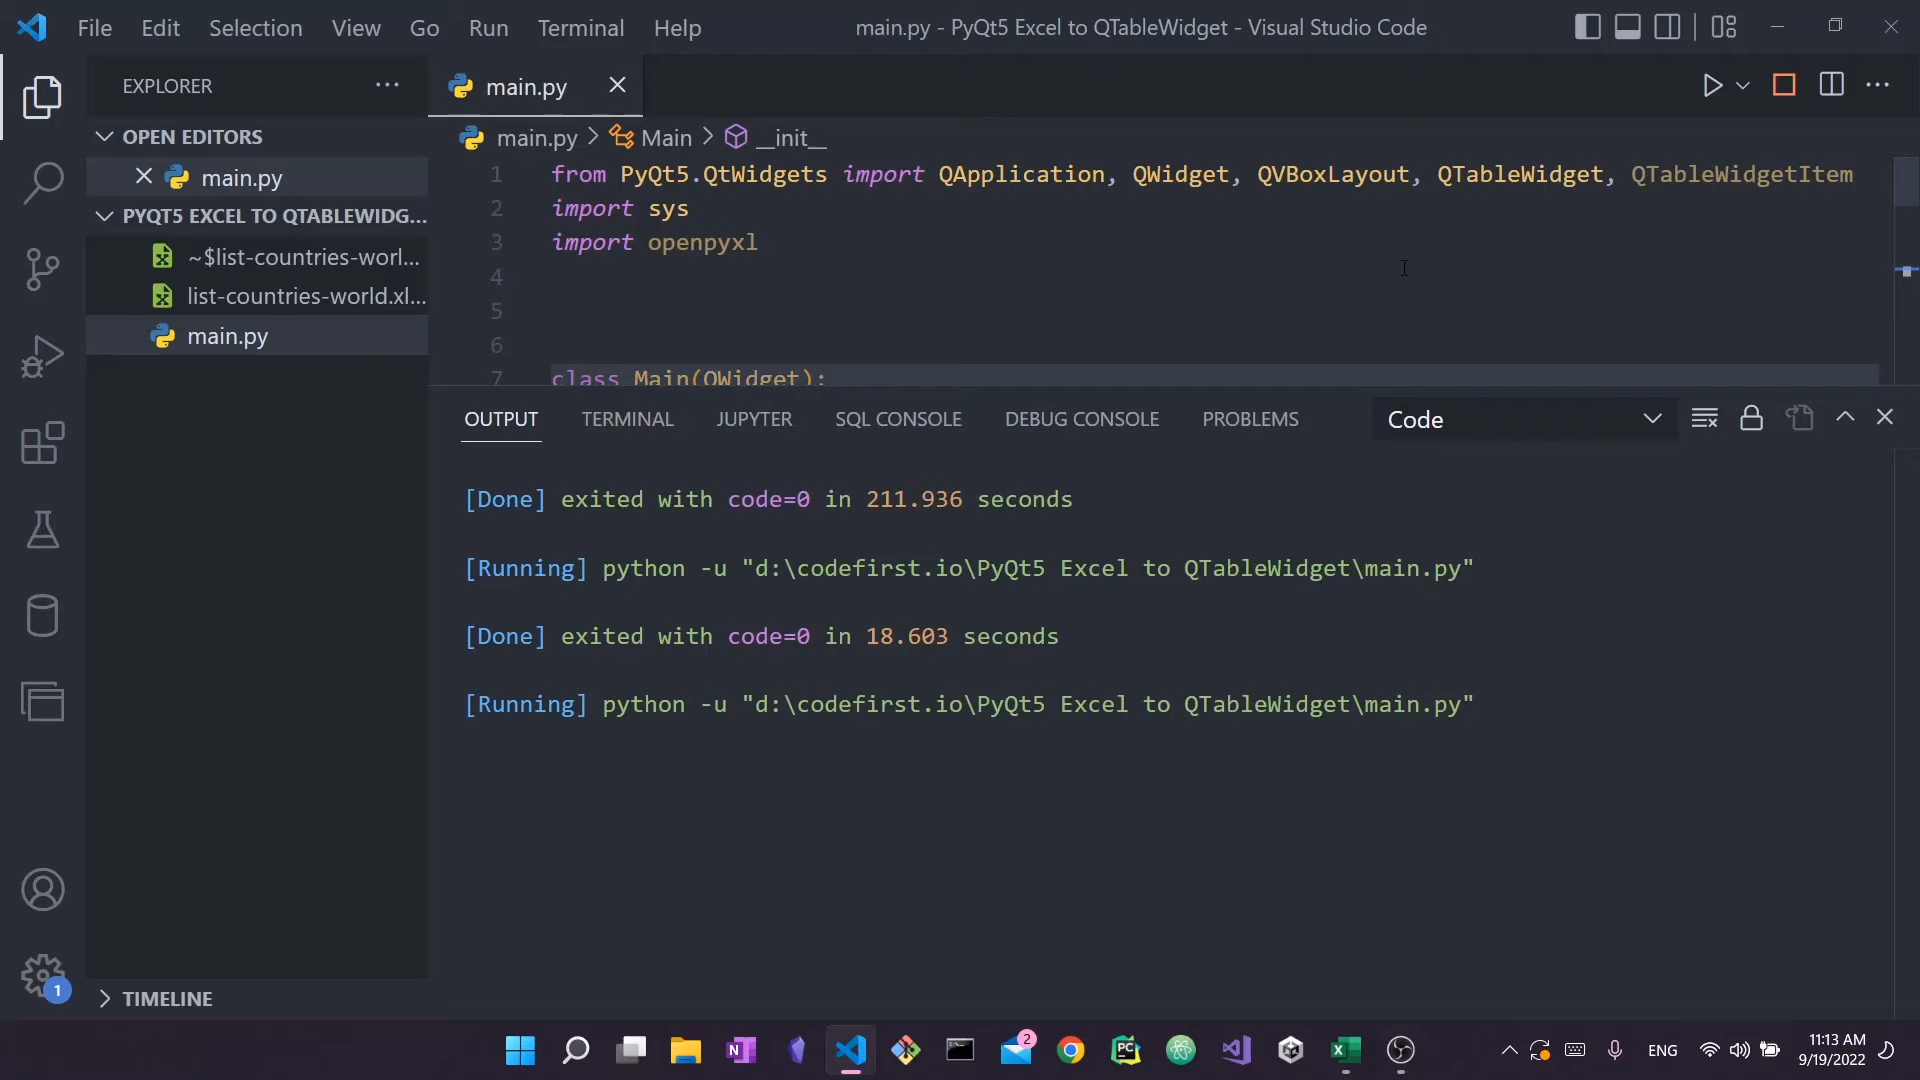 File Edit Selection View Go Run Terminal Help main.py - PyQt5 Excel to QTableWidget - Visual Studio Code
EXPLORER
main.py
OPEN EDITORS
main.py
PYQT5 EXCEL TO QTABLEWIDG...
~$list-countries-worl...
list-countries-world.xl...
main.py
TIMELINE
main.py > Main > __init__
1 from PyQt5.QtWidgets import QApplication, QWidget, QVBoxLayout, QTableWidget, QTableWidgetItem
2 import sys
3 import openpyxl
4
5
6
7 class Main(QWidget):
OUTPUT TERMINAL JUPYTER SQL CONSOLE DEBUG CONSOLE PROBLEMS Code
[Done] exited with code=0 in 211.936 seconds
[Running] python -u "d:\codefirst.io\PyQt5 Excel to QTableWidget\main.py"
[Done] exited with code=0 in 18.603 seconds
[Running] python -u "d:\codefirst.io\PyQt5 Excel to QTableWidget\main.py"
1
2
ENG
11:13 AM
9/19/2022